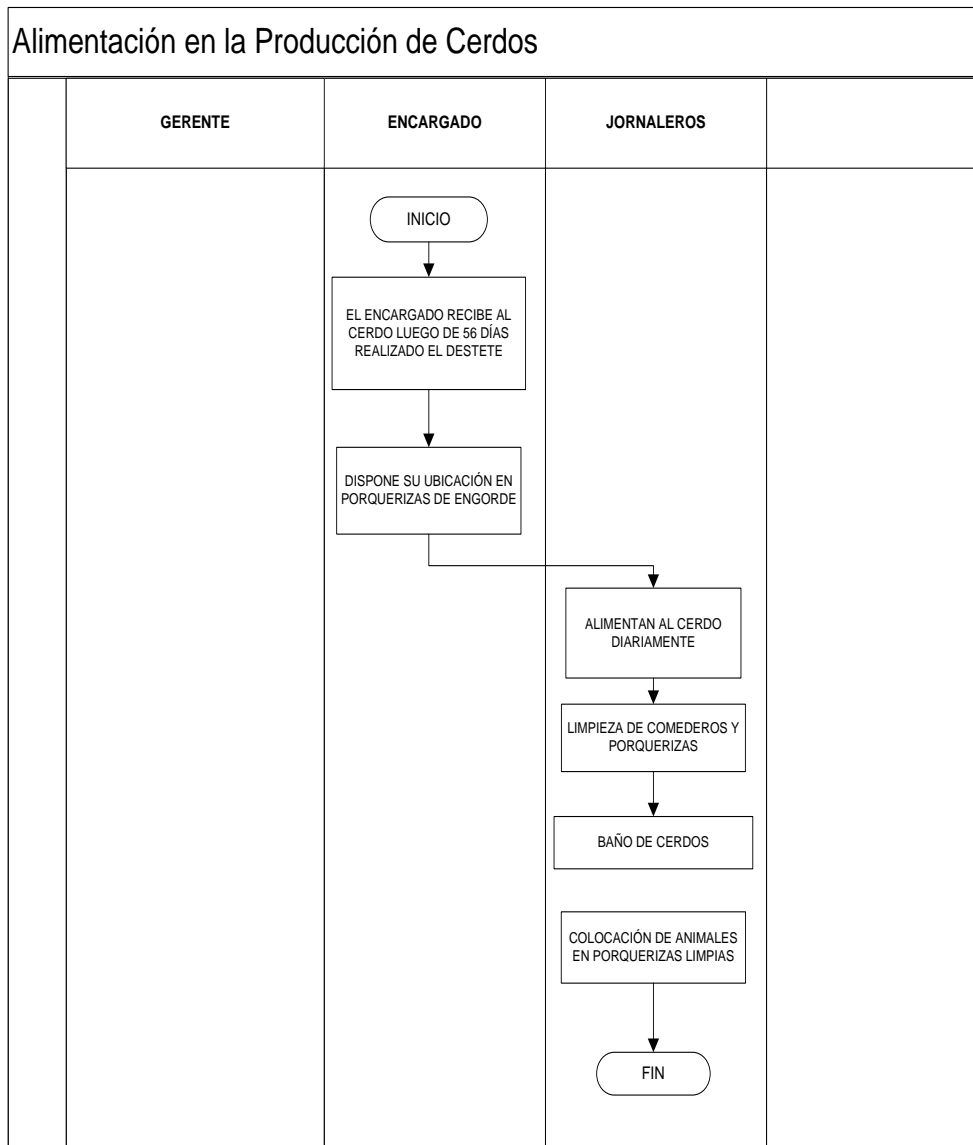 Alimentación en la Producción de Cerdos
GERENTE
ENCARGADO
JORNALEROS
INICIO
EL ENCARGADO RECIBE AL
CERDO LUEGO DE 56 DÍAS
REALIZADO EL DESTETE
DISPONE SU UBICACIÓN EN
PORQUERIZAS DE ENGORDE
ALIMENTAN AL CERDO
DIARIAMENTE
LIMPIEZA DE COMEDEROS Y
PORQUERIZAS
BAÑO DE CERDOS
COLOCACIÓN DE ANIMALES
EN PORQUERIZAS LIMPIAS
FIN